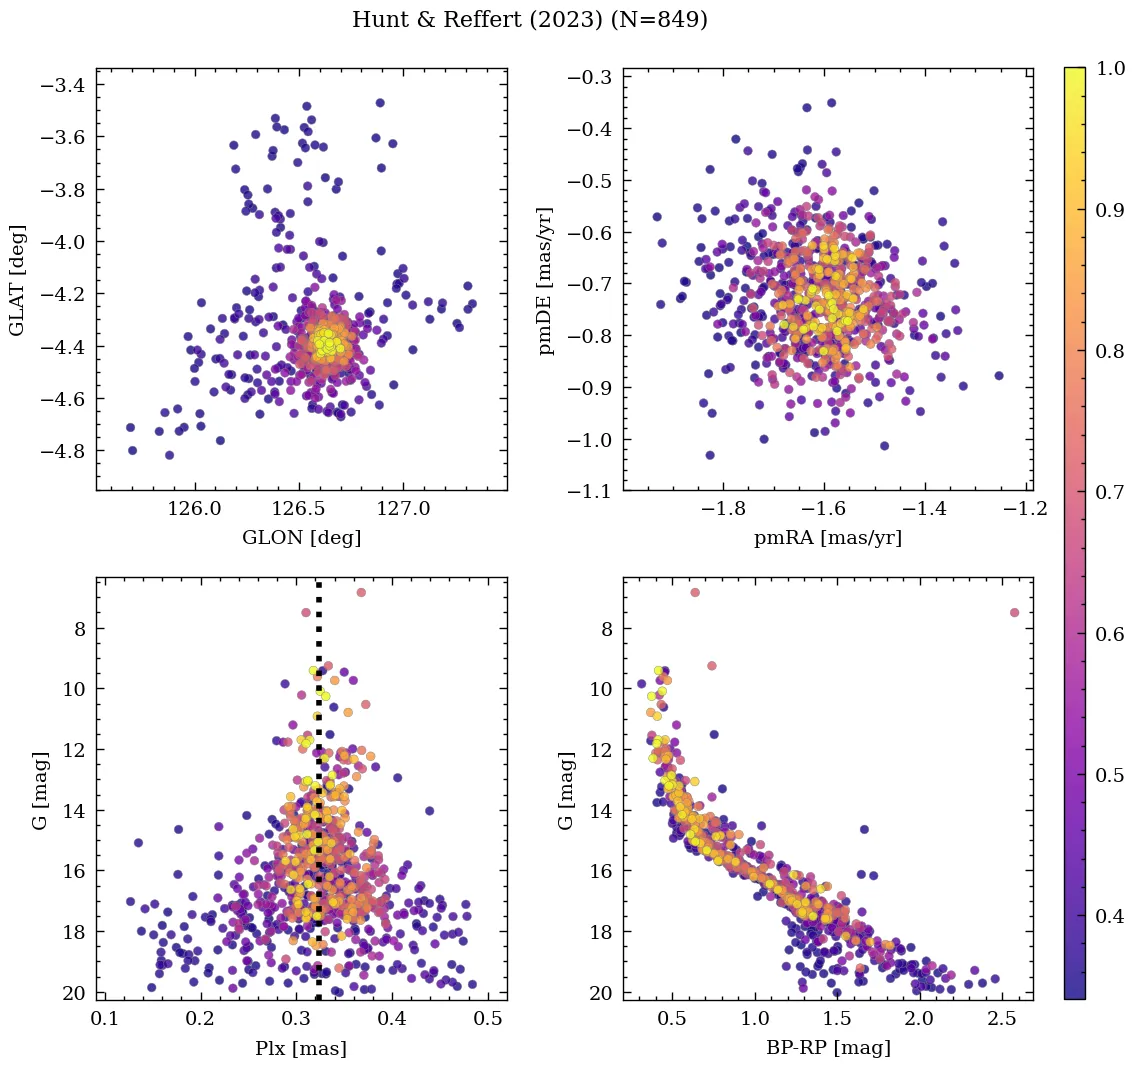 Hunt & Reffert (2023) (N=849)
−3.4
−3.6
−3.8
−4.0
−4.2
−4.4
−4.6
−4.8
GLAT [deg]
126.0 126.5 127.0
GLON [deg]
−0.3
−0.4
−0.5
−0.6
−0.7
−0.8
−0.9
−1.0
−1.1
pmDE [mas/yr]
−1.8 −1.6 −1.4 −1.2
pmRA [mas/yr]
8
10
12
14
16
18
20
G [mag]
0.1 0.2 0.3 0.4 0.5
Plx [mas]
8
10
12
14
16
18
20
G [mag]
0.5 1.0 1.5 2.0 2.5
BP-RP [mag]
1.0
0.9
0.8
0.7
0.6
0.5
0.4